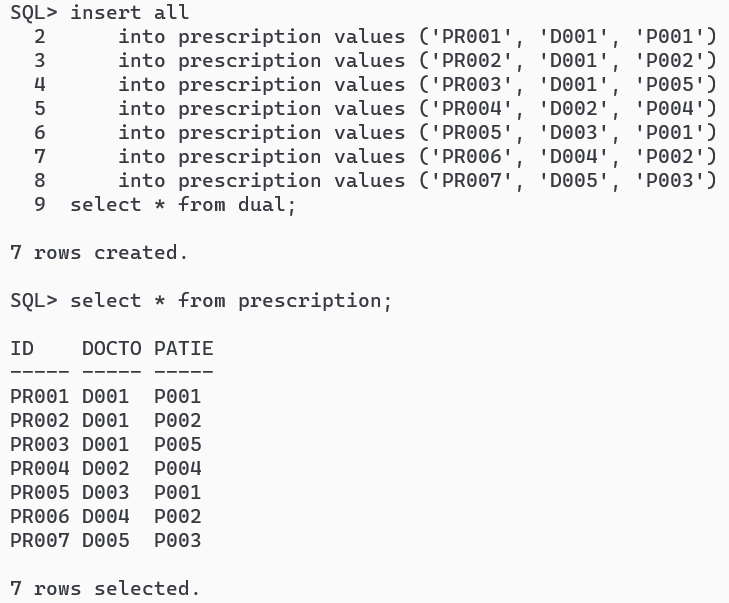 SQL> insert all
  2      into prescription values ('PR001', 'D001', 'P001')
  3      into prescription values ('PR002', 'D001', 'P002')
  4      into prescription values ('PR003', 'D001', 'P005')
  5      into prescription values ('PR004', 'D002', 'P004')
  6      into prescription values ('PR005', 'D003', 'P001')
  7      into prescription values ('PR006', 'D004', 'P002')
  8      into prescription values ('PR007', 'D005', 'P003')
  9  select * from dual;

7 rows created.

SQL> select * from prescription;

ID    DOCTO PATIE
----- ----- -----
PR001 D001  P001
PR002 D001  P002
PR003 D001  P005
PR004 D002  P004
PR005 D003  P001
PR006 D004  P002
PR007 D005  P003

7 rows selected.